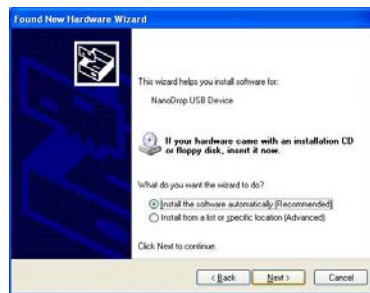 Found New Hardware Wizard
This wizard helps you install software for:
NanoDrop USB Device
If your hardware came with an installation CD
or floppy disk, insert it now.
What do you want the wizard to do?
Install the software automatically (Recommended)
Install from a list or specific location (Advanced)
Click Next to continue.
< Back Next > Cancel